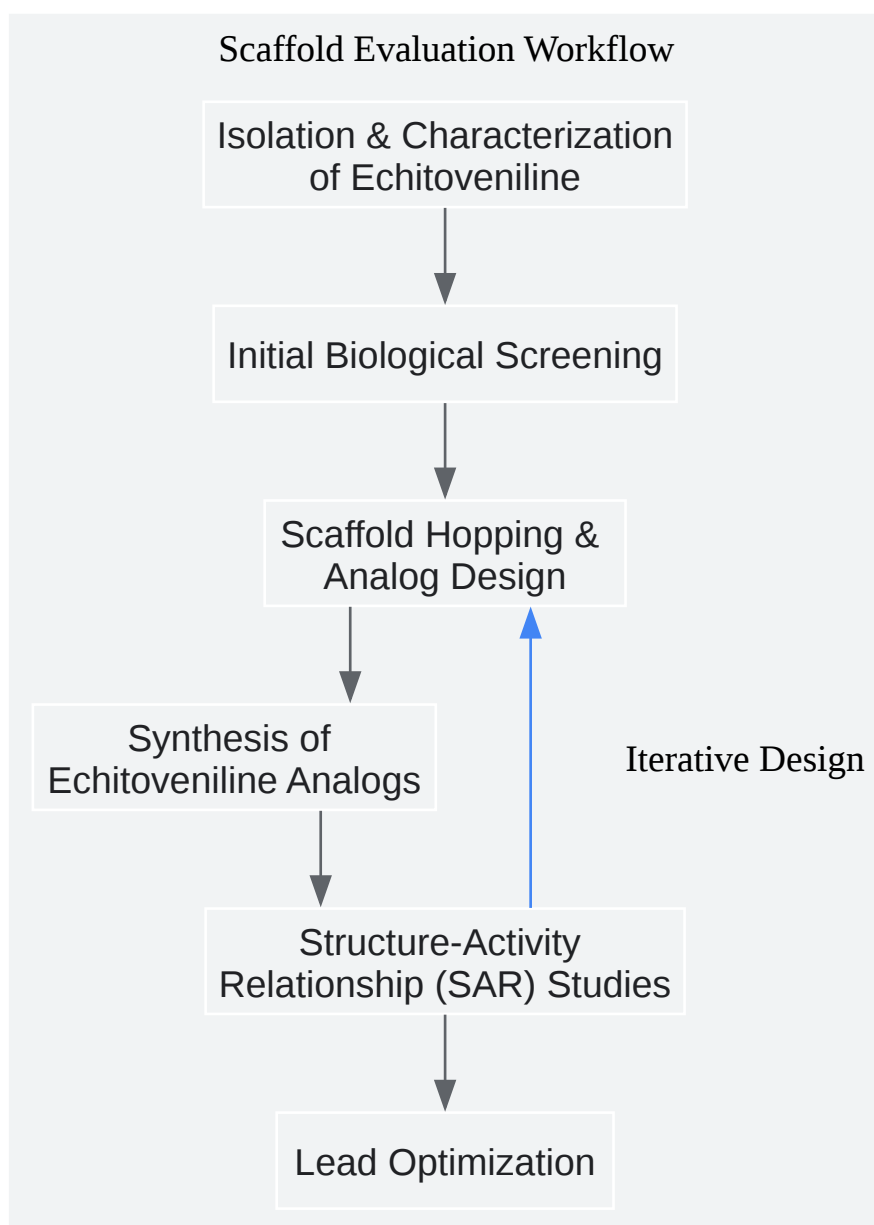 Scaffold Evaluation Workflow
Isolation & Characterization
of Echitoveniline
Initial Biological Screening
Scaffold Hopping &
Analog Design
Synthesis of
Echitoveniline Analogs
Iterative Design
Structure-Activity
Relationship (SAR) Studies
Lead Optimization